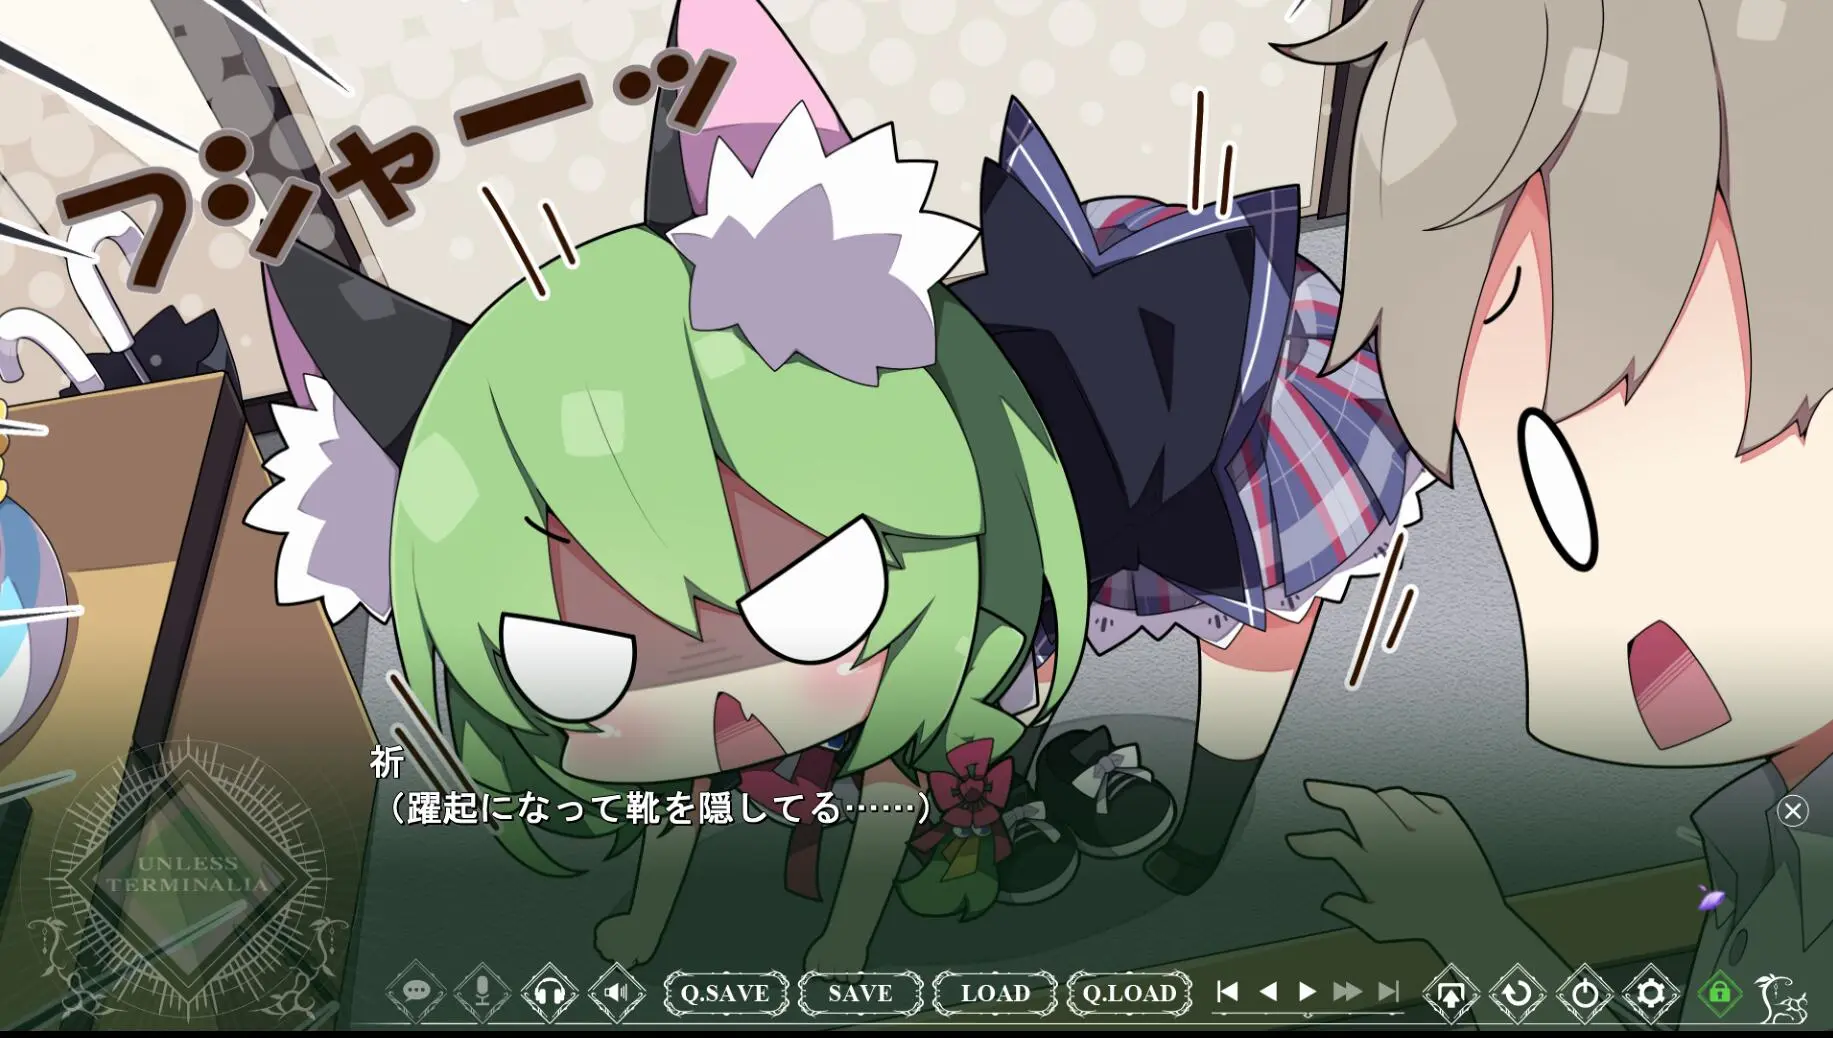 フシャーッ
祈
（躍起になって靴を隠してる……）
UNLESS
TERMINALIA
Q.SAVE
SAVE
LOAD
Q.LOAD